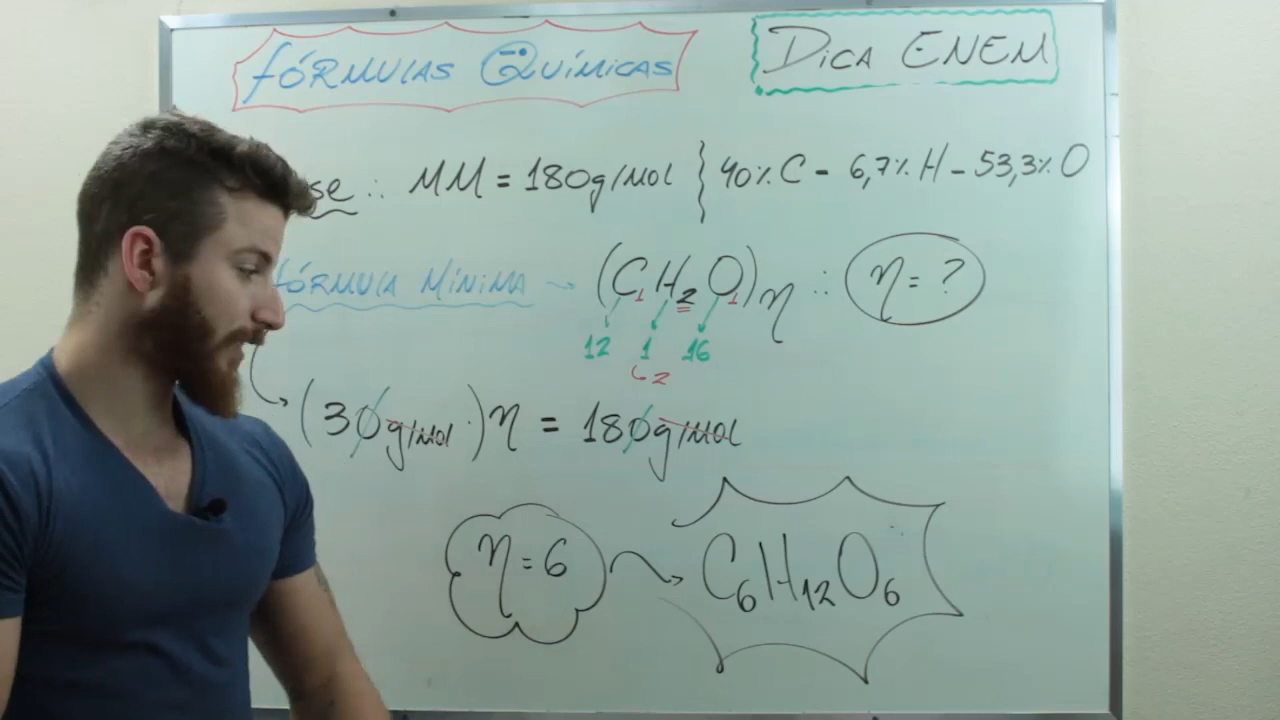 FÓRMULAS QUÍMICAS
DICA ENEM
se ∴ MM = 180g/mol } 40% C - 6,7% H - 53,3% O
FÓRMULA MÍNIMA → (C₁H₂O₁)η ∴ η = ?
12 1 16
↳ 2
(30g/mol)η = 180g/mol
η = 6 → C₆H₁₂O₆